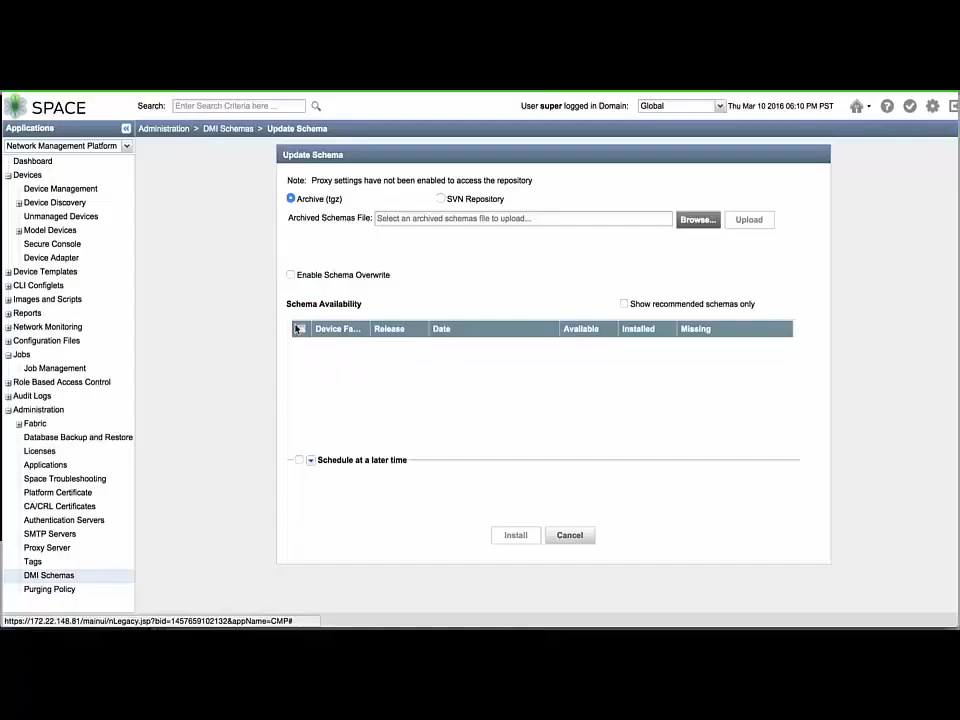 SPACE
Search: Enter Search Criteria here ...
User super logged in Domain: Global Thu Mar 10 2016 06:10 PM PST
Applications
Administration > DMI Schemas > Update Schema
Network Management Platform
Dashboard
Devices
Device Management
Device Discovery
Unmanaged Devices
Model Devices
Secure Console
Device Adapter
Device Templates
CLI Configlets
Images and Scripts
Reports
Network Monitoring
Configuration Files
Jobs
Job Management
Role Based Access Control
Audit Logs
Administration
Fabric
Database Backup and Restore
Licenses
Applications
Space Troubleshooting
Platform Certificate
CA/CRL Certificates
Authentication Servers
SMTP Servers
Proxy Server
Tags
DMI Schemas
Purging Policy
Update Schema
Note: Proxy settings have not been enabled to access the repository
Archive (tgz) SVN Repository
Archived Schemas File: Select an archived schemas file to upload... Browse... Upload
Enable Schema Overwrite
Schema Availability Show recommended schemas only
Device Fa... Release Date Available Installed Missing
Schedule at a later time
Install Cancel
https://172.22.148.81/mainui/nLegacy.jsp?bid=1457659102132&appName=CMP#